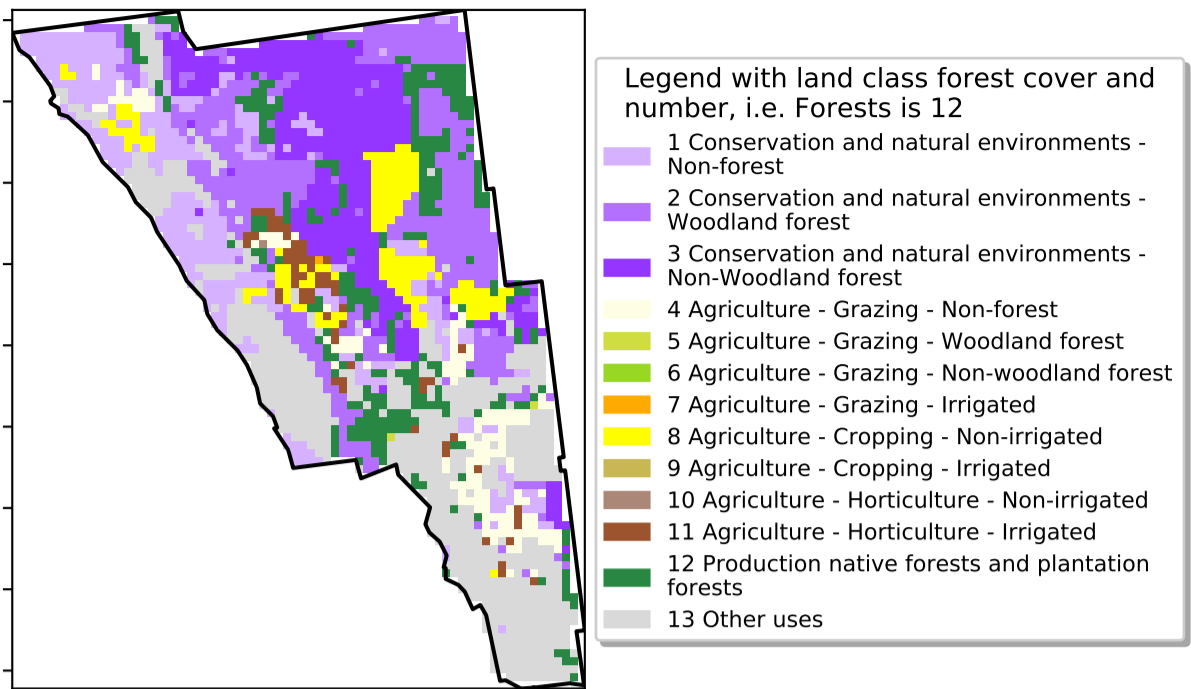 Legend with land class forest cover and
number, i.e. Forests is 12
1 Conservation and natural environments -
Non-forest
2 Conservation and natural environments -
Woodland forest
3 Conservation and natural environments -
Non-Woodland forest
4 Agriculture - Grazing - Non-forest
5 Agriculture - Grazing - Woodland forest
6 Agriculture - Grazing - Non-woodland forest
7 Agriculture - Grazing - Irrigated
8 Agriculture - Cropping - Non-irrigated
9 Agriculture - Cropping - Irrigated
10 Agriculture - Horticulture - Non-irrigated
11 Agriculture - Horticulture - Irrigated
12 Production native forests and plantation
forests
13 Other uses